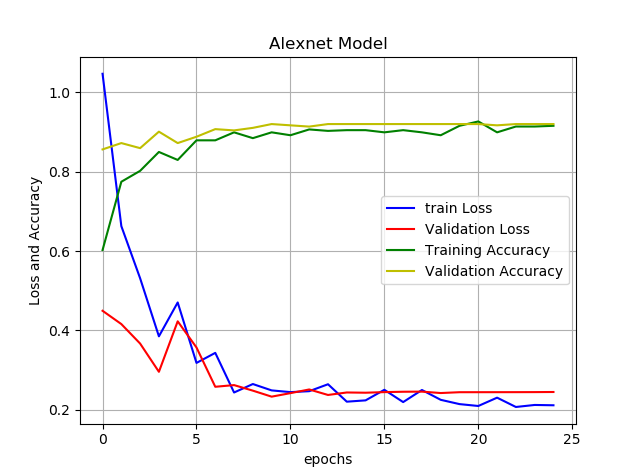 Alexnet Model
Loss and Accuracy
1.0
0.8
0.6
0.4
0.2
train Loss
Validation Loss
Training Accuracy
Validation Accuracy
0 5 10 15 20 25
epochs